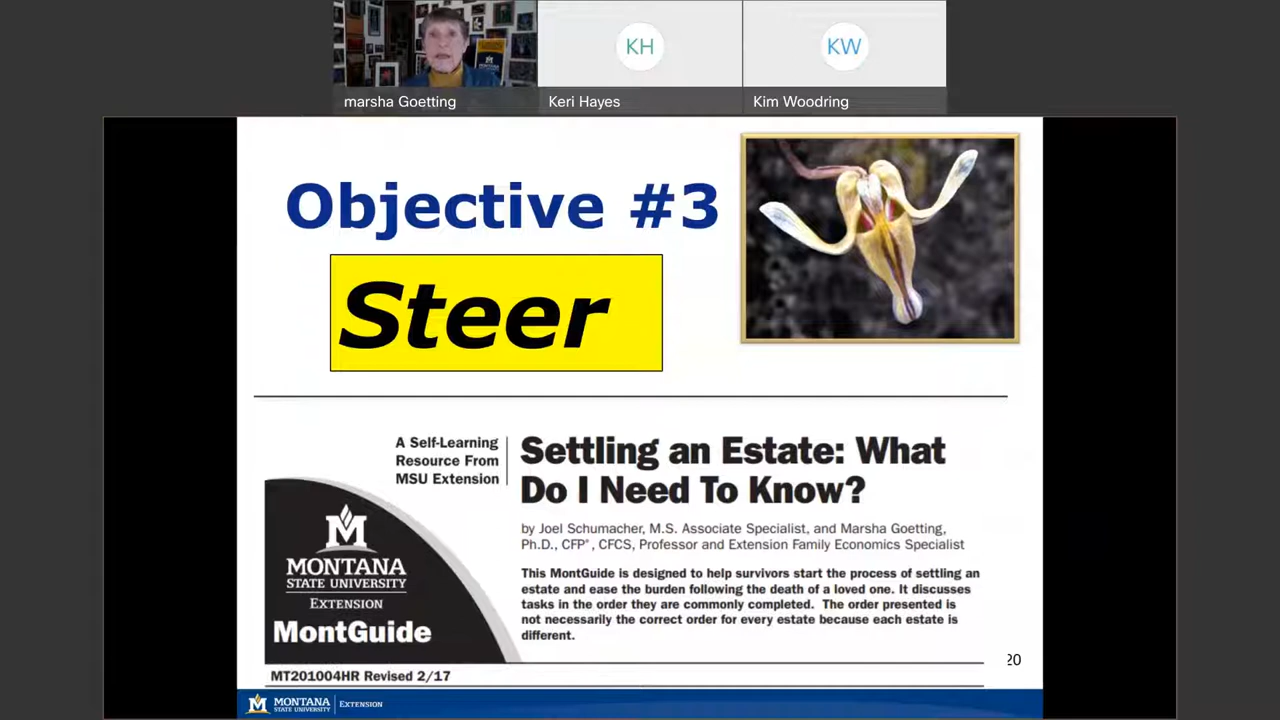 KH
KW
marsha Goetting
Keri Hayes
Kim Woodring
Objective #3
Steer
A Self-Learning
Resource From
MSU Extension
Settling an Estate: What
Do I Need To Know?
by Joel Schumacher, M.S. Associate Specialist, and Marsha Goetting,
Ph.D., CFP®, CFCS, Professor and Extension Family Economics Specialist
This MontGuide is designed to help survivors start the process of settling an
estate and ease the burden following the death of a loved one. It discusses
tasks in the order they are commonly completed.  The order presented is
not necessarily the correct order for every estate because each estate is
different.
M
MONTANA
STATE UNIVERSITY
EXTENSION
MontGuide
20
MT201004HR Revised 2/17
M
MONTANA
STATE UNIVERSITY
EXTENSION